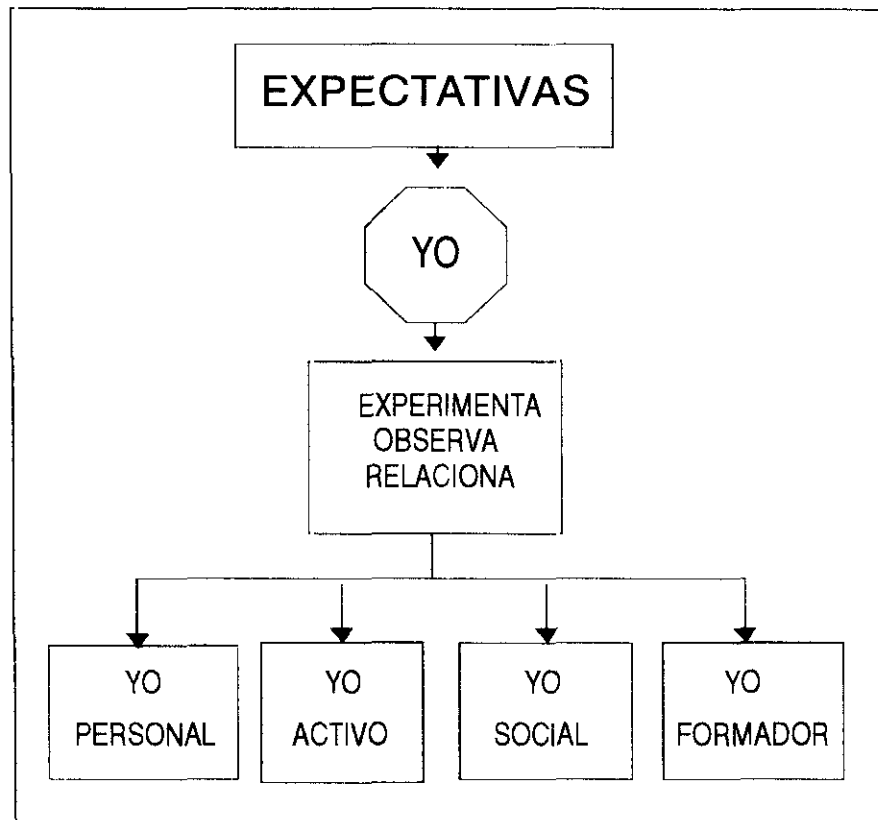 EXPECTATIVAS
YO
EXPERIMENTA
OBSERVA
RELACIONA
YO
PERSONAL
YO
ACTIVO
YO
SOCIAL
YO
FORMADOR